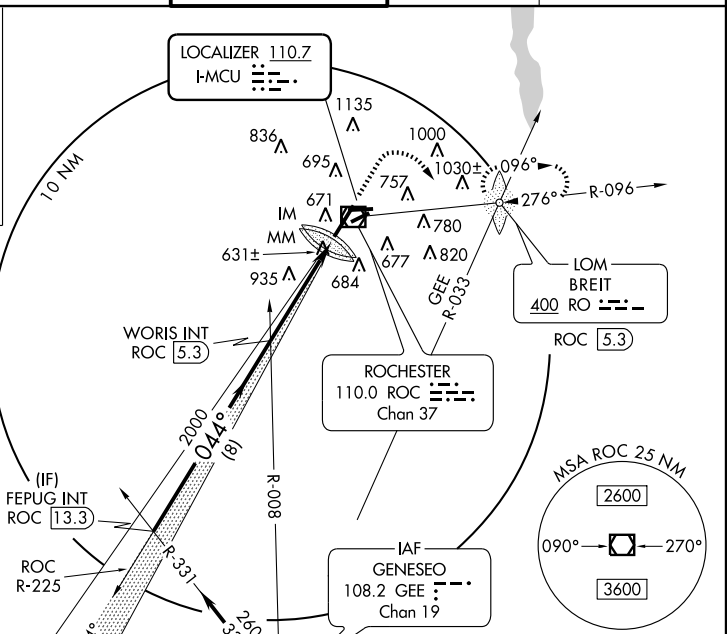 LOCALIZER 110.7
I-MCU
10 NM
836
1135
695
1000
1030±
757
096°
276°
R-096
671
IM
MM
631±
780
677
820
935
684
GEE
R-033
LOM
BREIT
400 RO
ROC 5.3
WORIS INT
ROC 5.3
ROCHESTER
110.0 ROC
Chan 37
2000
044°
(8)
(IF)
FEPUG INT
ROC 13.3
R-008
ROC
R-225
R-331
IAF
GENESEO
108.2 GEE
Chan 19
MSA ROC 25 NM
2600
090°
270°
3600